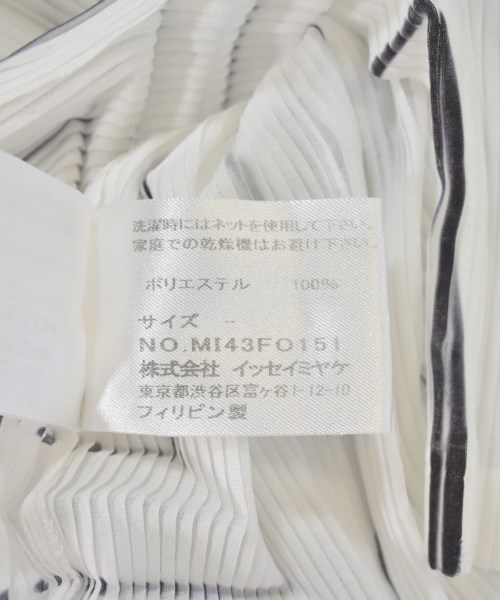 洗濯時にはネットを使用して下さい。
家庭での乾燥機はお避け下さい。
ポリエステル 100%
サイズ -
NO.MI43FO151
株式会社 イッセイミヤケ
東京都渋谷区富ヶ谷1-12-10
フィリピン製